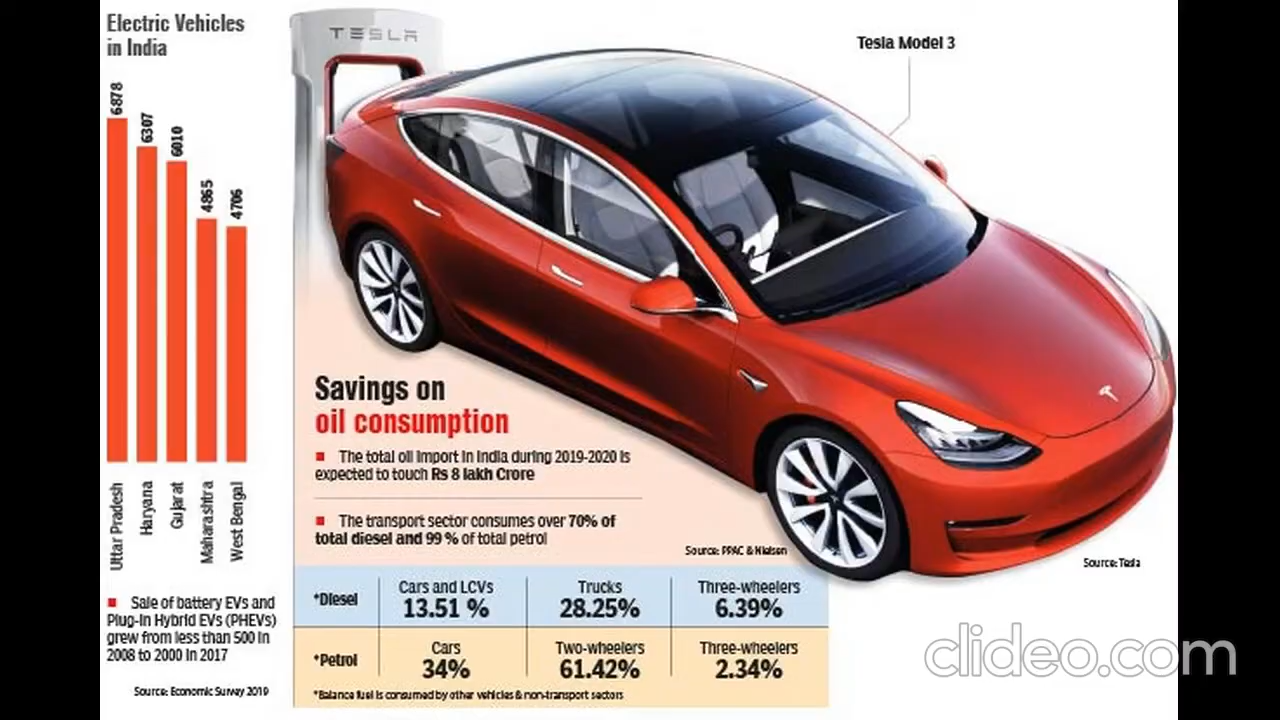 Electric Vehicles
in India
6878
6307
6010
4865
4706
Uttar Pradesh
Haryana
Gujarat
Maharashtra
West Bengal
■ Sale of battery EVs and
Plug-In Hybrid EVs (PHEVs)
grew from less than 500 in
2008 to 2000 in 2017
Source: Economic Survey 2019
TESLA
Tesla Model 3
Savings on
oil consumption
■ The total oil import in India during 2019-2020 is
expected to touch Rs 8 lakh Crore
■ The transport sector consumes over 70% of
total diesel and 99 % of total petrol
Source: PPAC & Nielsen
Source: Tesla
*Diesel
Cars and LCVs
13.51 %
Trucks
28.25%
Three-wheelers
6.39%
*Petrol
Cars
34%
Two-wheelers
61.42%
Three-wheelers
2.34%
*Balance fuel is consumed by other vehicles & non-transport sectors
clideo.com